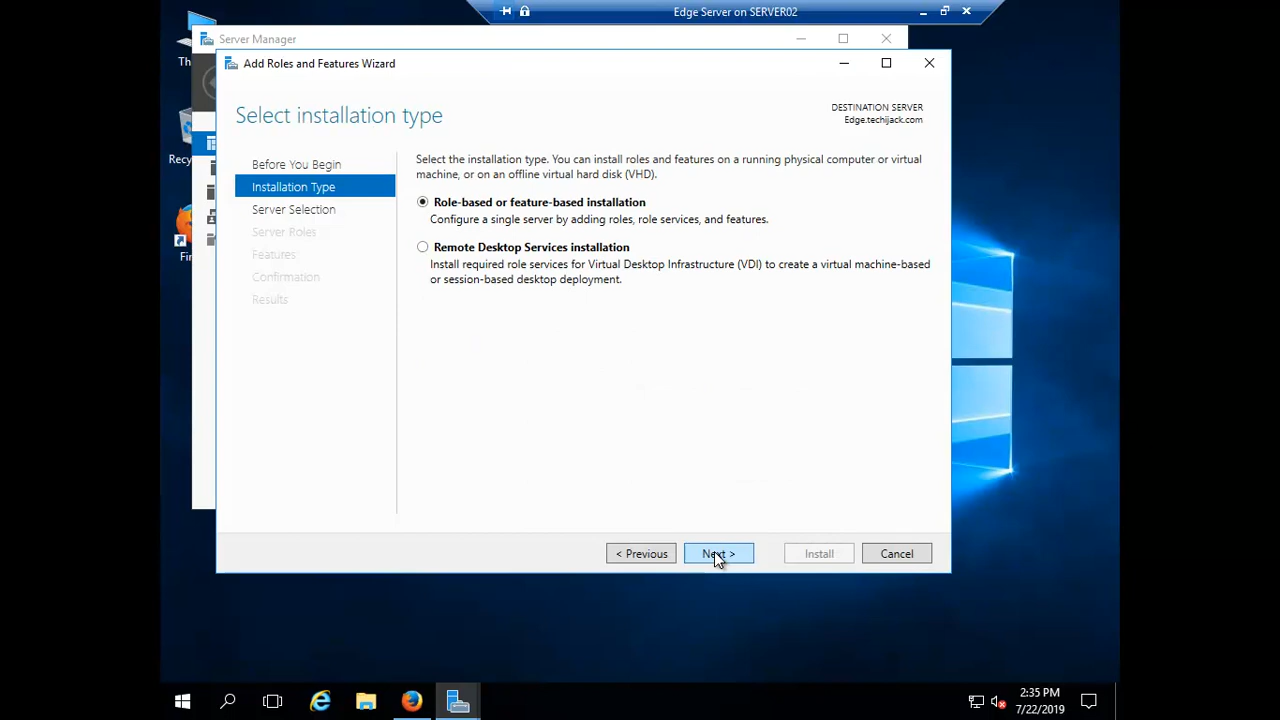 Edge Server on SERVER02
Server Manager
Add Roles and Features Wizard
Select installation type
DESTINATION SERVER
Edge.techijack.com
Before You Begin
Installation Type
Server Selection
Server Roles
Features
Confirmation
Results
Select the installation type. You can install roles and features on a running physical computer or virtual
machine, or on an offline virtual hard disk (VHD).
Role-based or feature-based installation
Configure a single server by adding roles, role services, and features.
Remote Desktop Services installation
Install required role services for Virtual Desktop Infrastructure (VDI) to create a virtual machine-based
or session-based desktop deployment.
< Previous
Next >
Install
Cancel
2:35 PM
7/22/2019